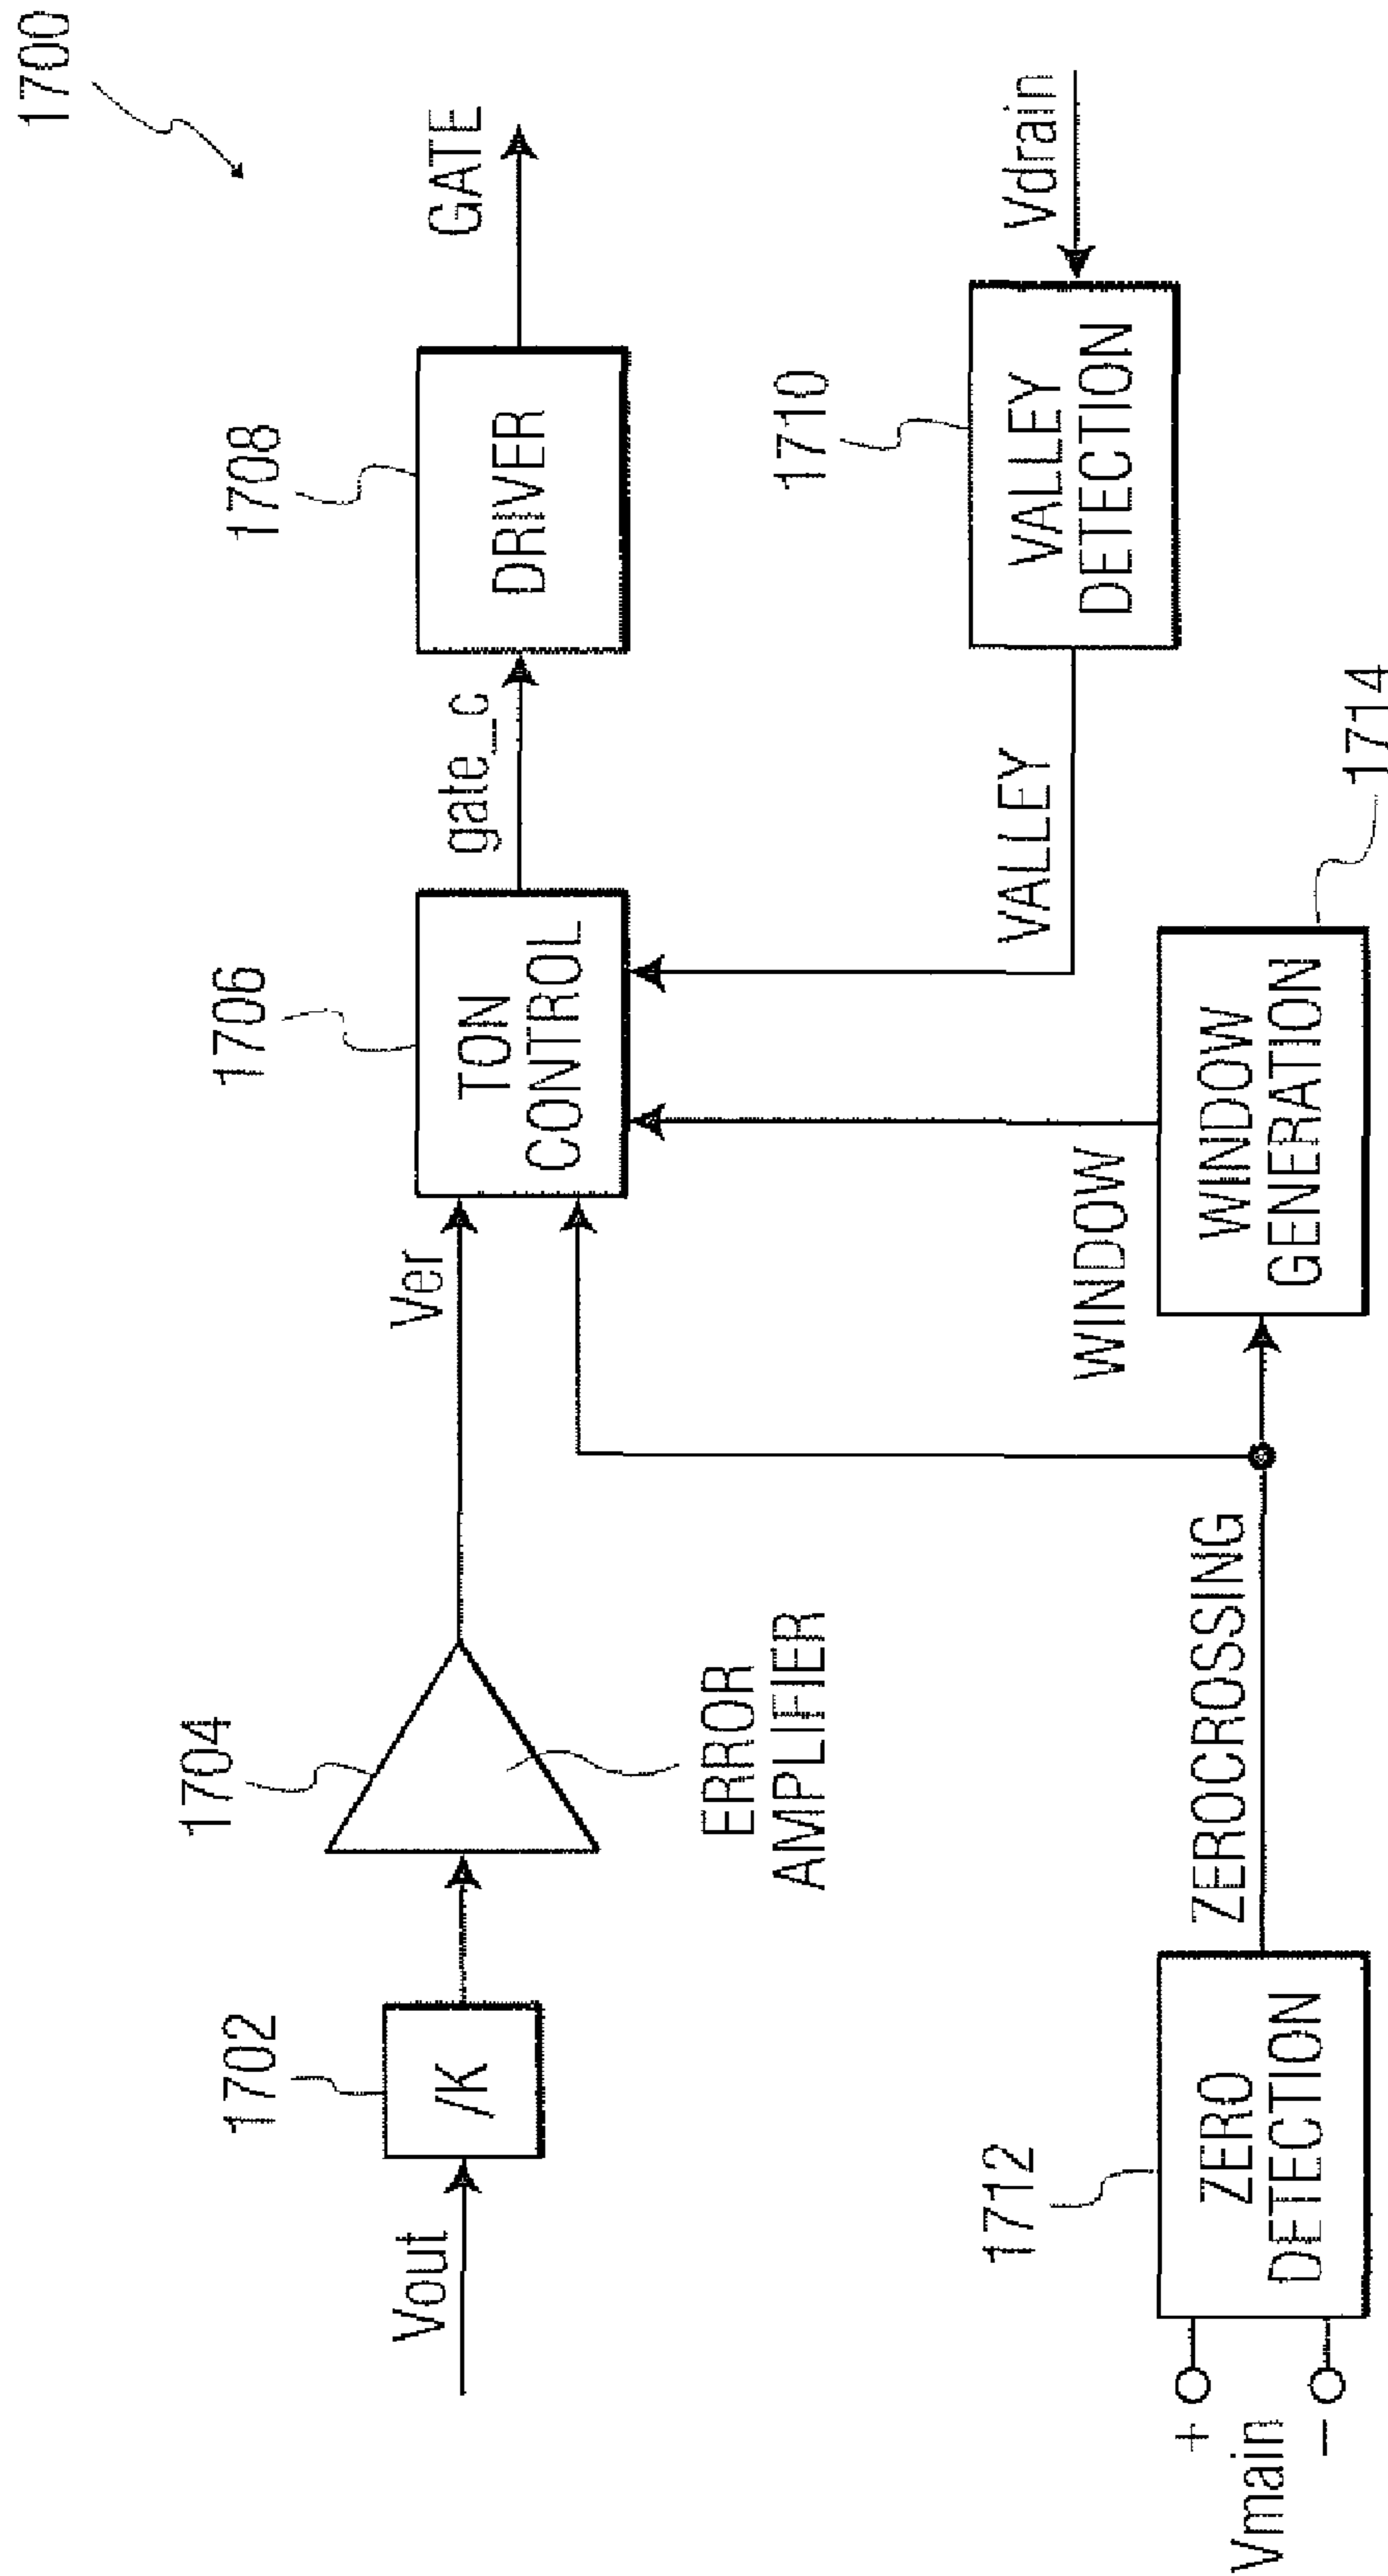 1700
Vout
1702
/K
1704
ERROR
AMPLIFIER
Ver
1706
TON
CONTROL
gate_c
1708
DRIVER
GATE
Vmain
+
−
1712
ZERO
DETECTION
ZEROCROSSING
WINDOW
WINDOW
GENERATION
1714
VALLEY
1710
VALLEY
DETECTION
Vdrain